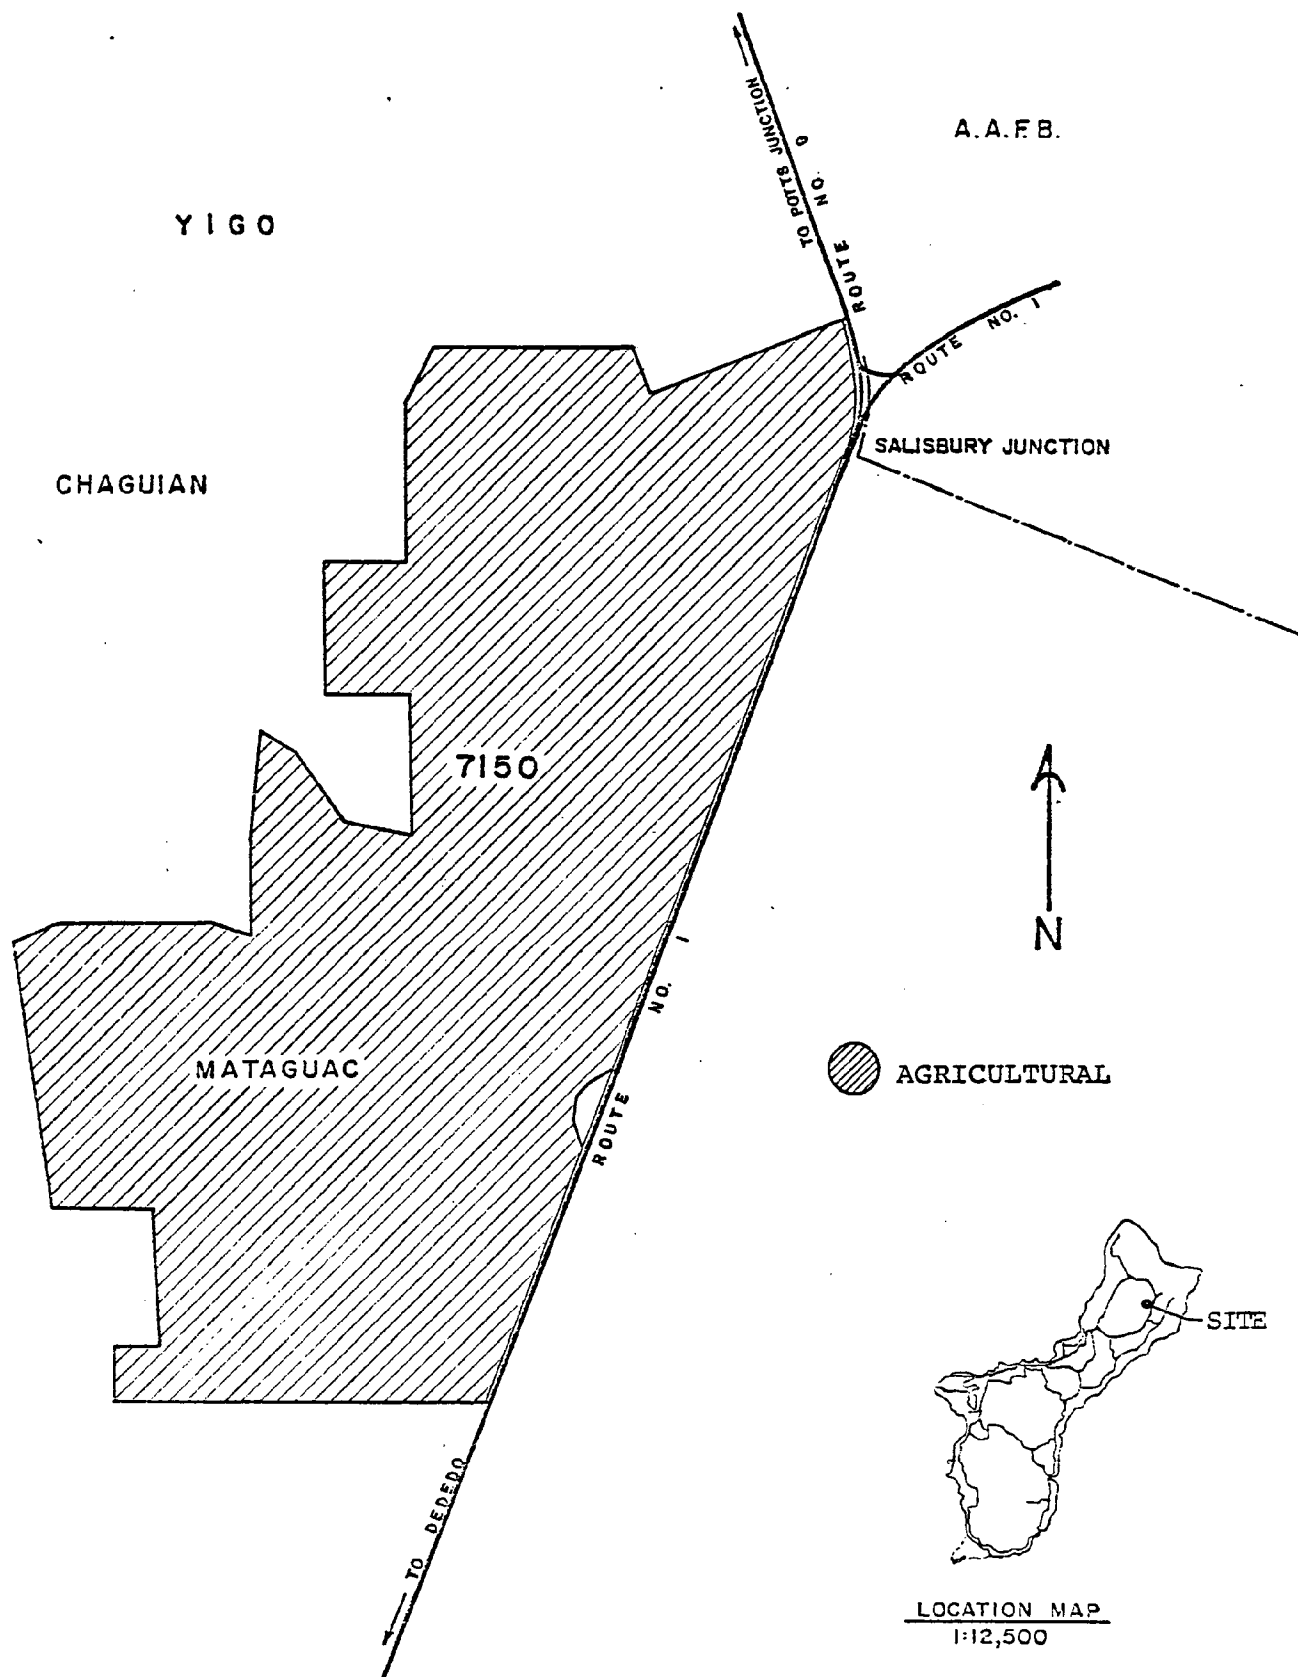 A.A.F.B.
TO POTTS JUNCTION
ROUTE NO. 9
YIGO
ROUTE NO. 1
SALISBURY JUNCTION
CHAGUIAN
7150
N
ROUTE NO. 1
MATAGUAC
AGRICULTURAL
SITE
TO DEDEDO
LOCATION MAP
1:12,500